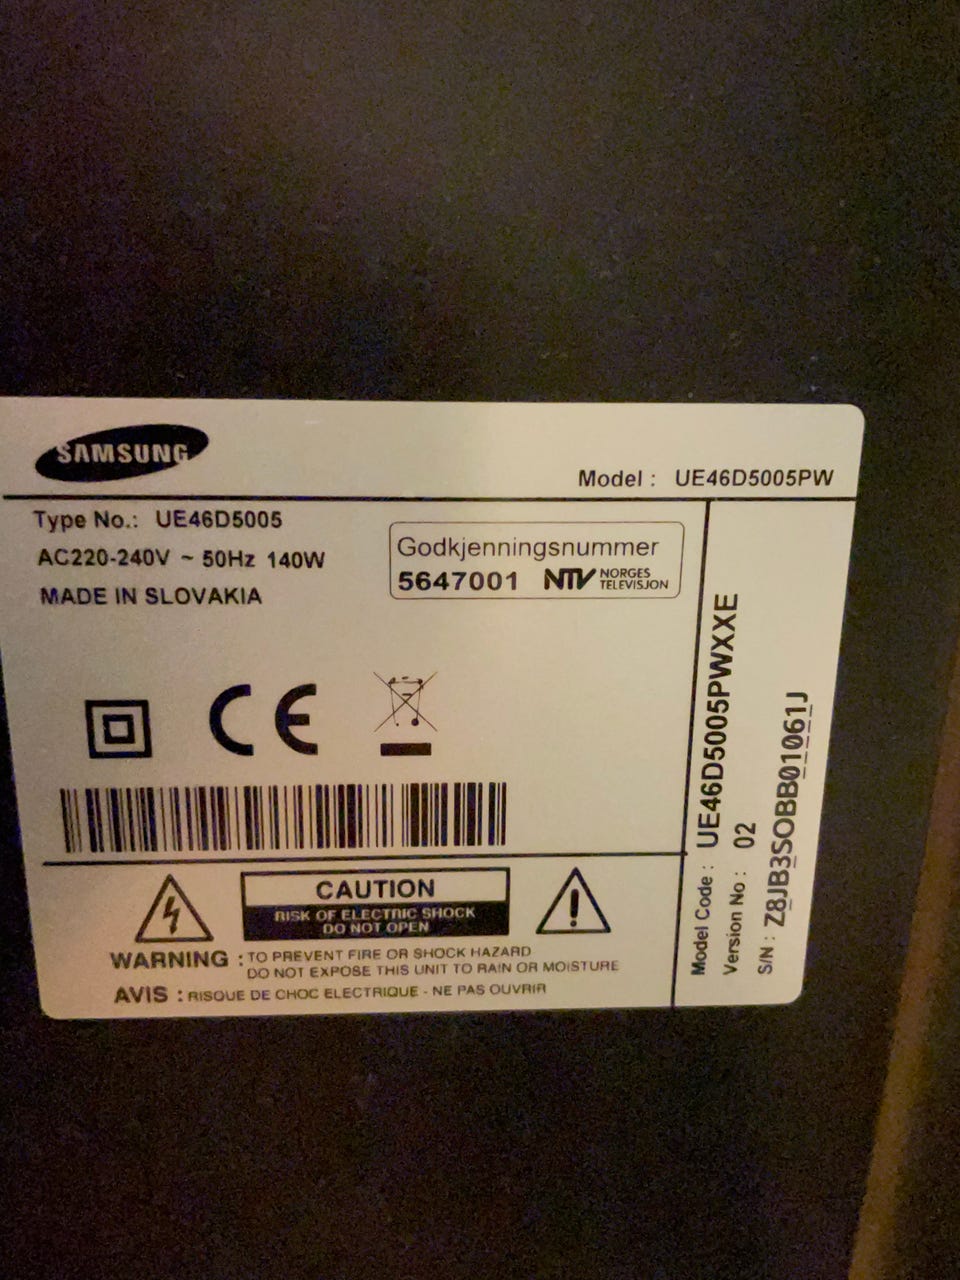 SAMSUNG
Model : UE46D5005PW
Type No.: UE46D5005
AC220-240V ~ 50Hz 140W
MADE IN SLOVAKIA
Godkjenningsnummer
5647001 NTV NORGES TELEVISJON
CE
CAUTION
RISK OF ELECTRIC SHOCK
DO NOT OPEN
WARNING : TO PREVENT FIRE OR SHOCK HAZARD
DO NOT EXPOSE THIS UNIT TO RAIN OR MOISTURE
AVIS : RISQUE DE CHOC ELECTRIQUE - NE PAS OUVRIR
Model Code : UE46D5005PWXXE
Version No : 02
S/N : Z8JB3SOBB01061J